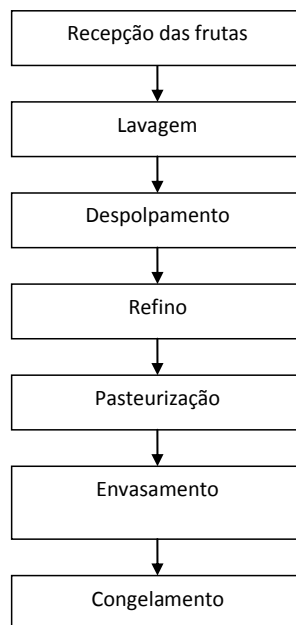 Recepção das frutas
Lavagem
Despolpamento
Refino
Pasteurização
Envasamento
Congelamento